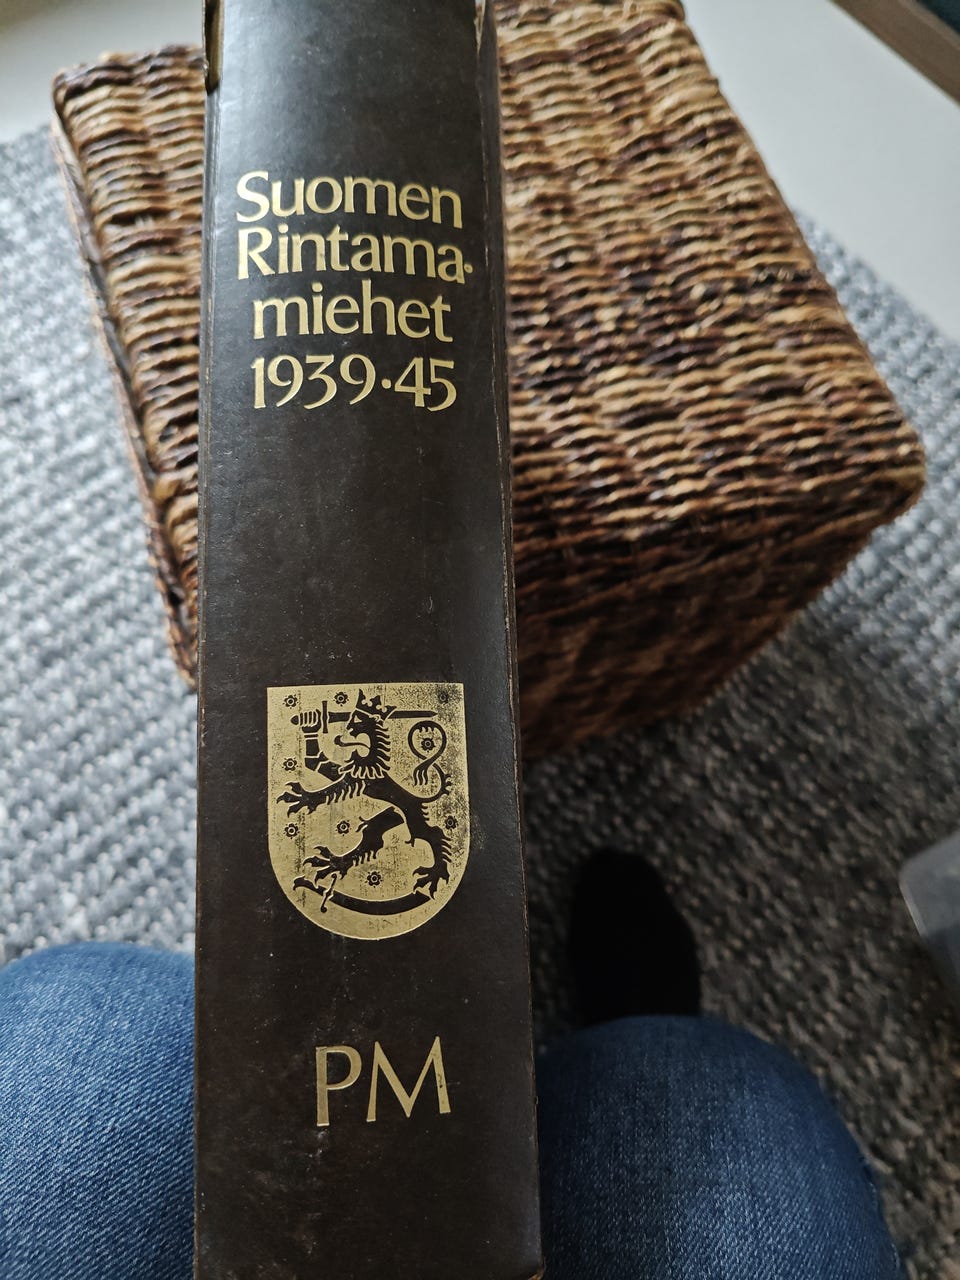 Suomen
Rintama-
miehet
1939-45
PM